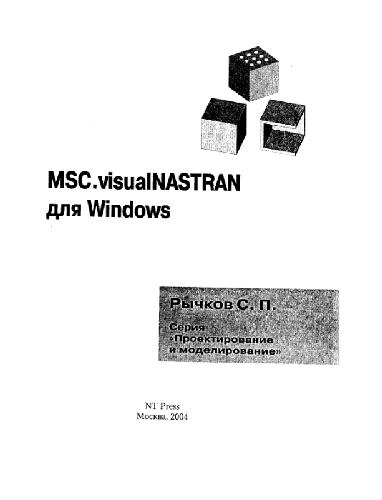 MSC.visualNASTRAN
для Windows
Рычков С. П.
Серия
«Проектирование
и моделирование»
NT Press
Москва, 2004